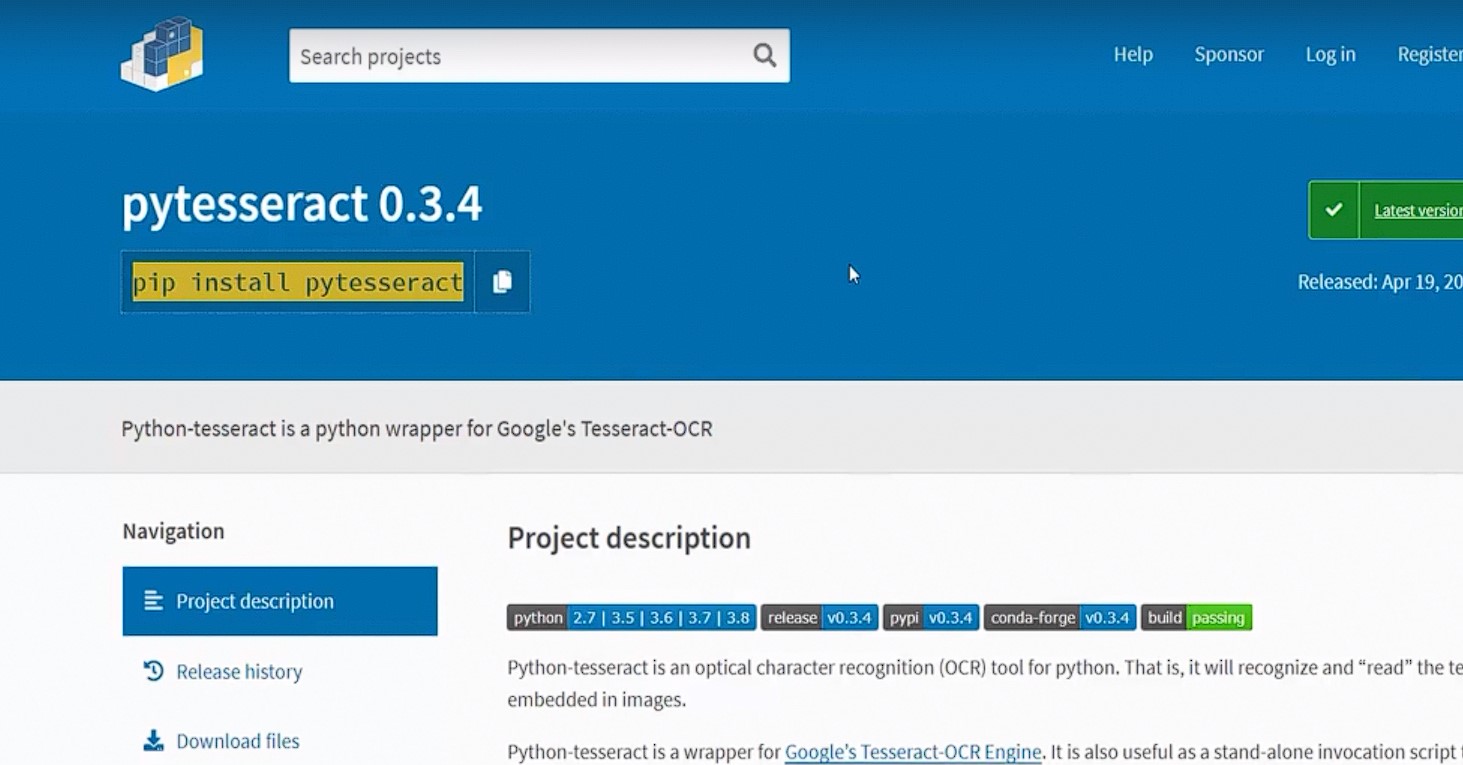 Search projects
Help
Sponsor
Log in
Register
pytesseract 0.3.4
Latest version
pip install pytesseract
Released: Apr 19, 20
Python-tesseract is a python wrapper for Google's Tesseract-OCR
Navigation
Project description
Project description
python 2.7 | 3.5 | 3.6 | 3.7 | 3.8 release v0.3.4 pypi v0.3.4 conda-forge v0.3.4 build passing
Python-tesseract is an optical character recognition (OCR) tool for python. That is, it will recognize and “read” the te
embedded in images.
Release history
Download files
Python-tesseract is a wrapper for Google’s Tesseract-OCR Engine. It is also useful as a stand-alone invocation script